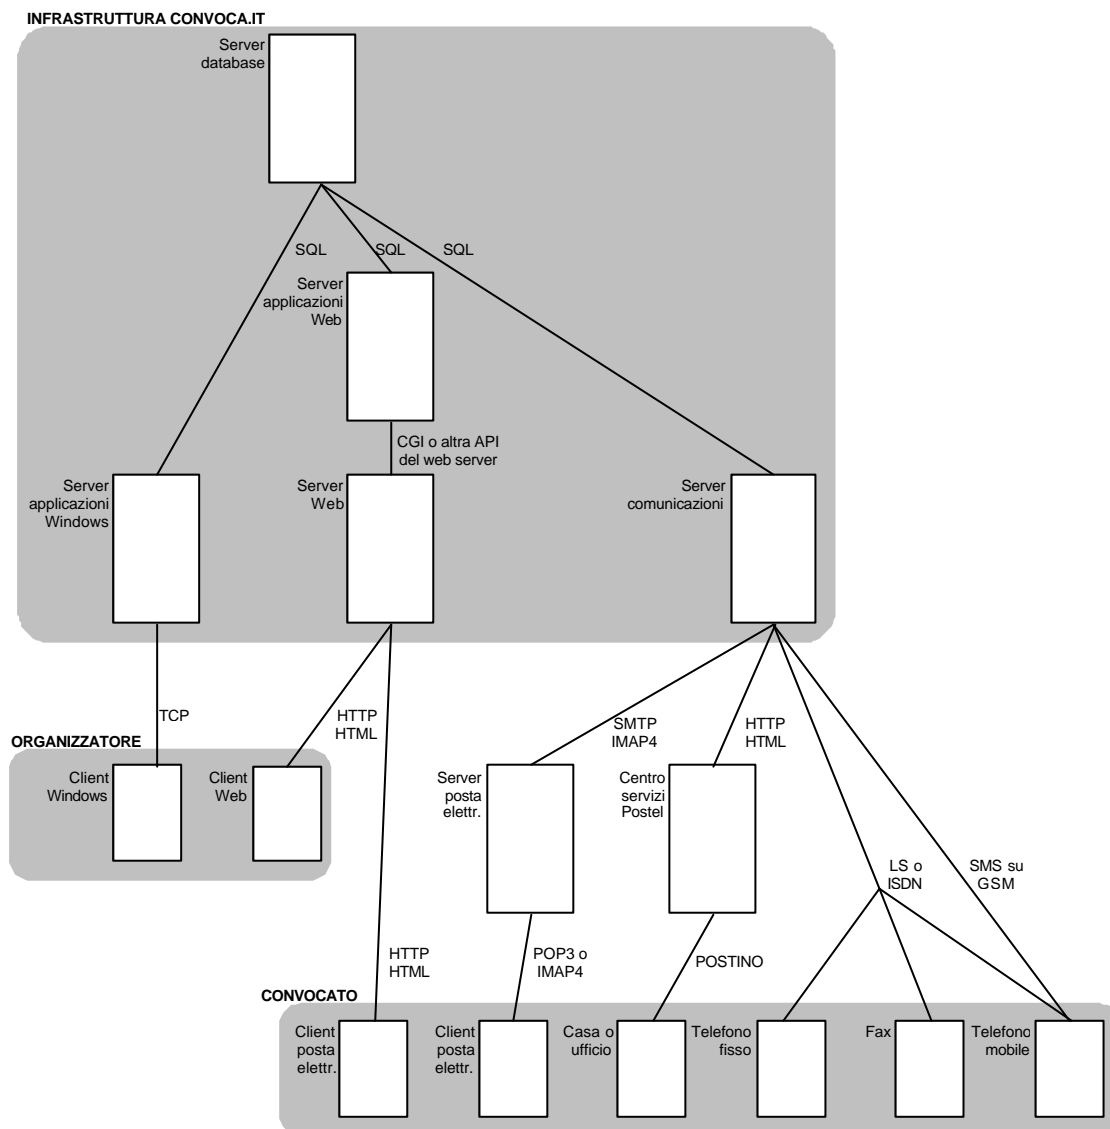 INFRASTRUTTURA CONVOCA.IT
Server
database
SQL
SQL
SQL
Server
applicazioni
Web
CGI o altra API
del web server
Server
applicazioni
Windows
Server
Web
Server
comunicazioni
TCP
HTTP
HTML
SMTP
IMAP4
HTTP
HTML
ORGANIZZATORE
Client
Windows
Client
Web
Server
posta
elettr.
Centro
servizi
Postel
LS o
ISDN
SMS su
GSM
HTTP
HTML
POP3 o
IMAP4
POSTINO
CONVOCATO
Client
posta
elettr.
Client
posta
elettr.
Casa o
ufficio
Telefono
fisso
Fax
Telefono
mobile